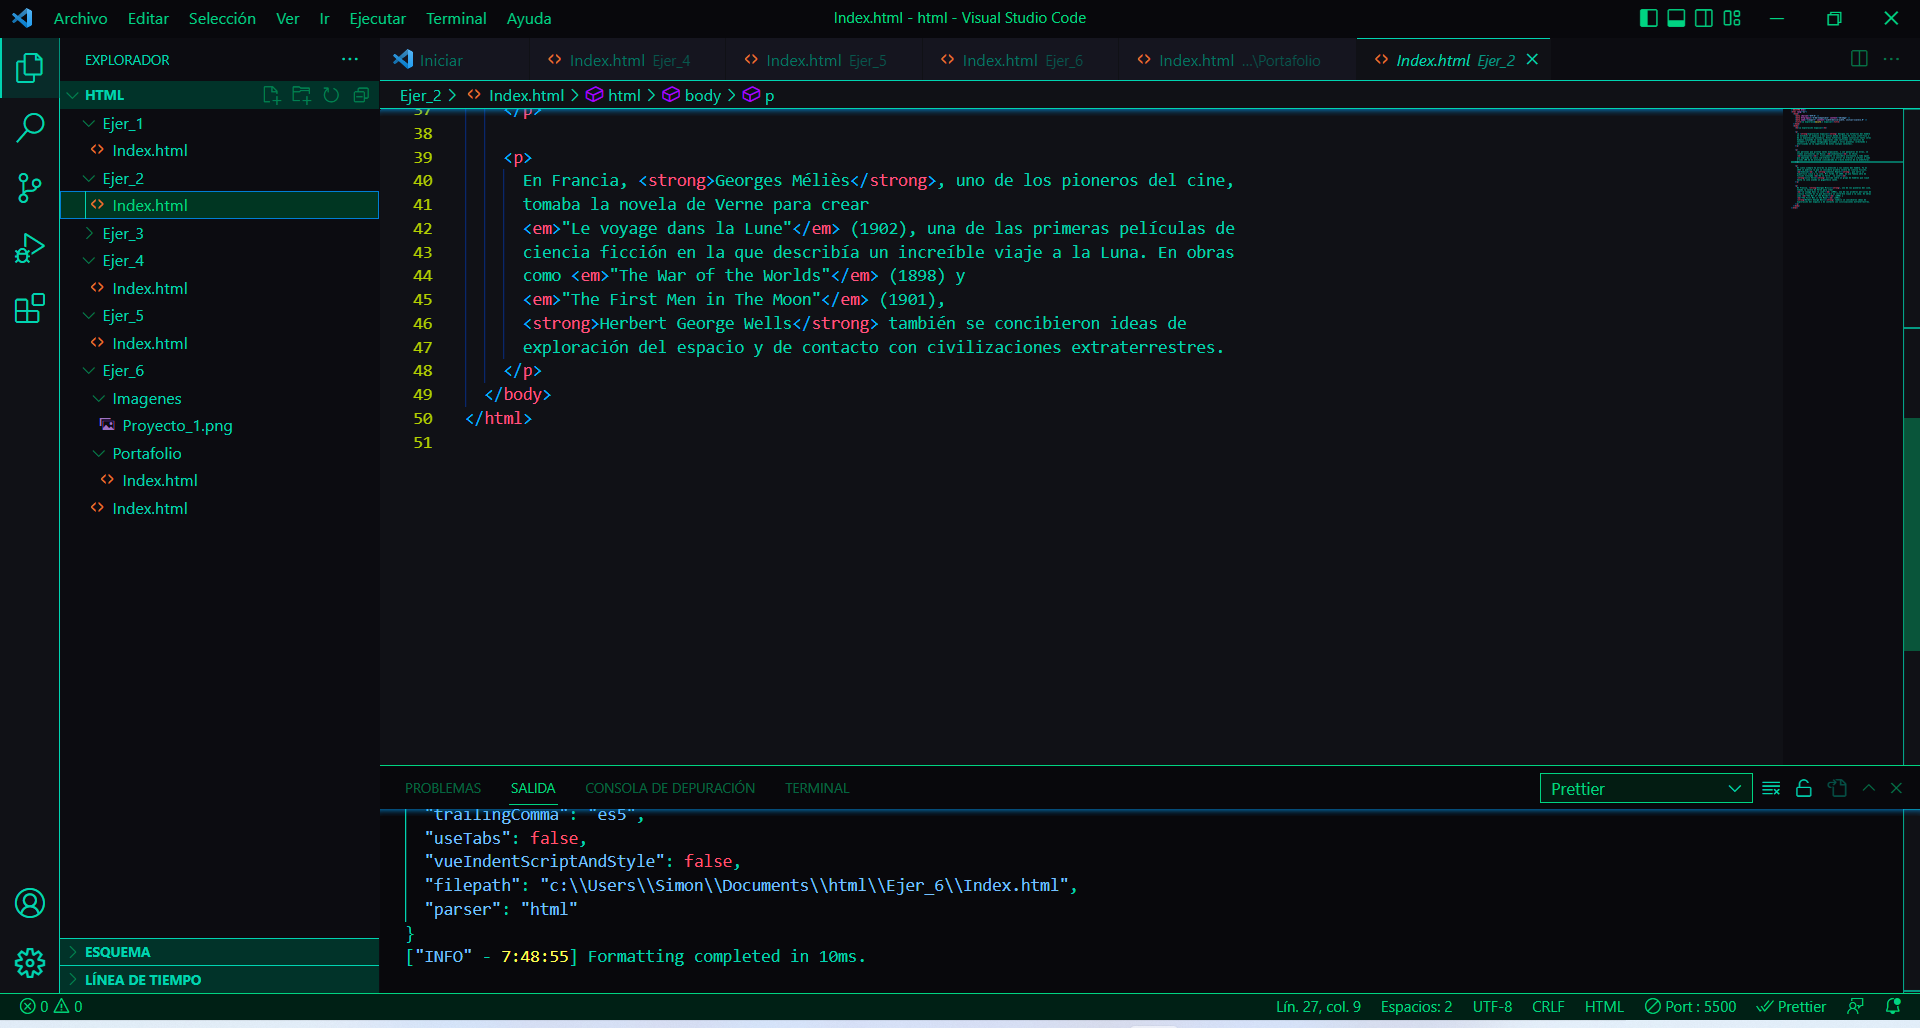 Archivo Editar Selección Ver Ir Ejecutar Terminal Ayuda
Index.html - html - Visual Studio Code
EXPLORADOR
HTML
Ejer_1
Index.html
Ejer_2
Index.html
Ejer_3
Ejer_4
Index.html
Ejer_5
Index.html
Ejer_6
Imagenes
Proyecto_1.png
Portafolio
Index.html
Index.html
ESQUEMA
LÍNEA DE TIEMPO
Iniciar Index.html Ejer_4 Index.html Ejer_5 Index.html Ejer_6 Index.html ...\Portafolio Index.html Ejer_2
Ejer_2 > Index.html > html > body > p
37 </p>
38
39 <p>
40 En Francia, <strong>Georges Méliès</strong>, uno de los pioneros del cine,
41 tomaba la novela de Verne para crear
42 <em>"Le voyage dans la Lune"</em> (1902), una de las primeras películas de
43 ciencia ficción en la que describía un increíble viaje a la Luna. En obras
44 como <em>"The War of the Worlds"</em> (1898) y
45 <em>"The First Men in The Moon"</em> (1901),
46 <strong>Herbert George Wells</strong> también se concibieron ideas de
47 exploración del espacio y de contacto con civilizaciones extraterrestres.
48 </p>
49 </body>
50 </html>
51
PROBLEMAS SALIDA CONSOLA DE DEPURACIÓN TERMINAL
Prettier
"trailingComma": "es5",
"useTabs": false,
"vueIndentScriptAndStyle": false,
"filepath": "c:\\Users\\Simon\\Documents\\html\\Ejer_6\\Index.html",
"parser": "html"
}
["INFO" - 7:48:55] Formatting completed in 10ms.
0 0
Lín. 27, col. 9 Espacios: 2 UTF-8 CRLF HTML Port : 5500 Prettier